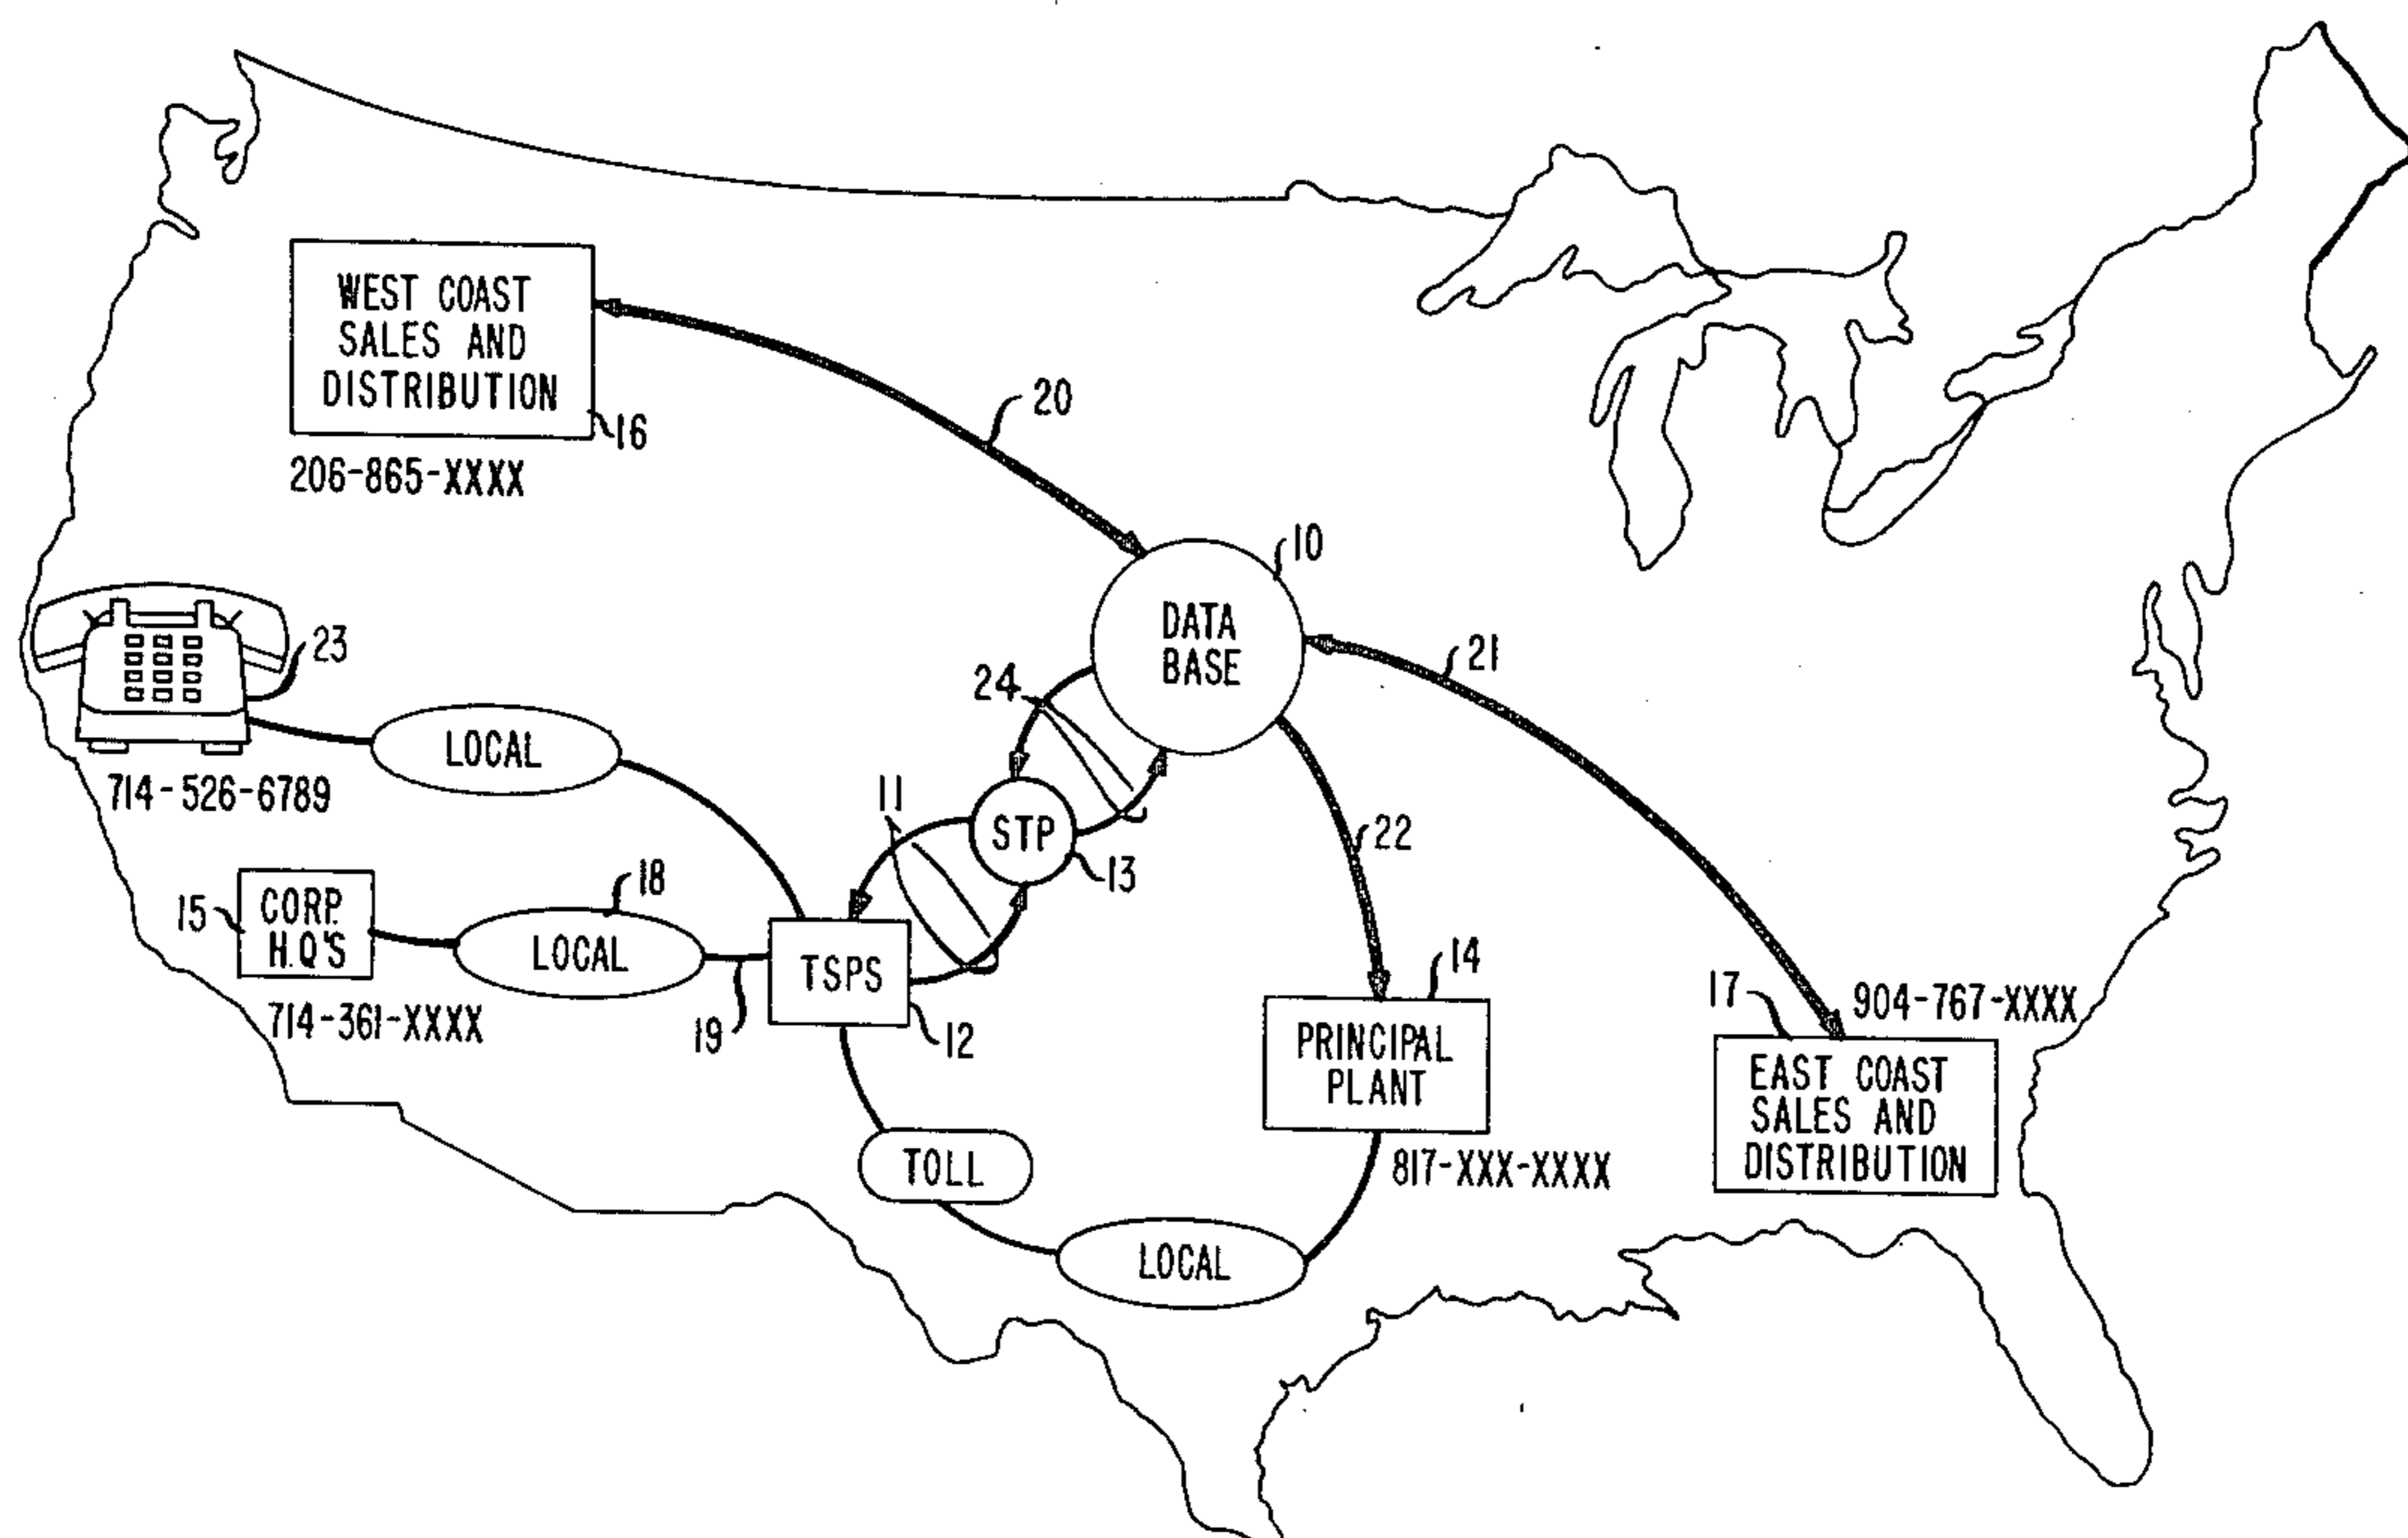 WEST COAST
SALES AND
DISTRIBUTION
16
206-865-XXXX
20
10
DATA
BASE
23
24
21
LOCAL
714-526-6789
11
STP
13
22
15
CORP.
H.Q'S
18
LOCAL
714-361-XXXX
19
TSPS
12
14
PRINCIPAL
PLANT
817-XXX-XXXX
17
904-767-XXXX
EAST COAST
SALES AND
DISTRIBUTION
TOLL
LOCAL